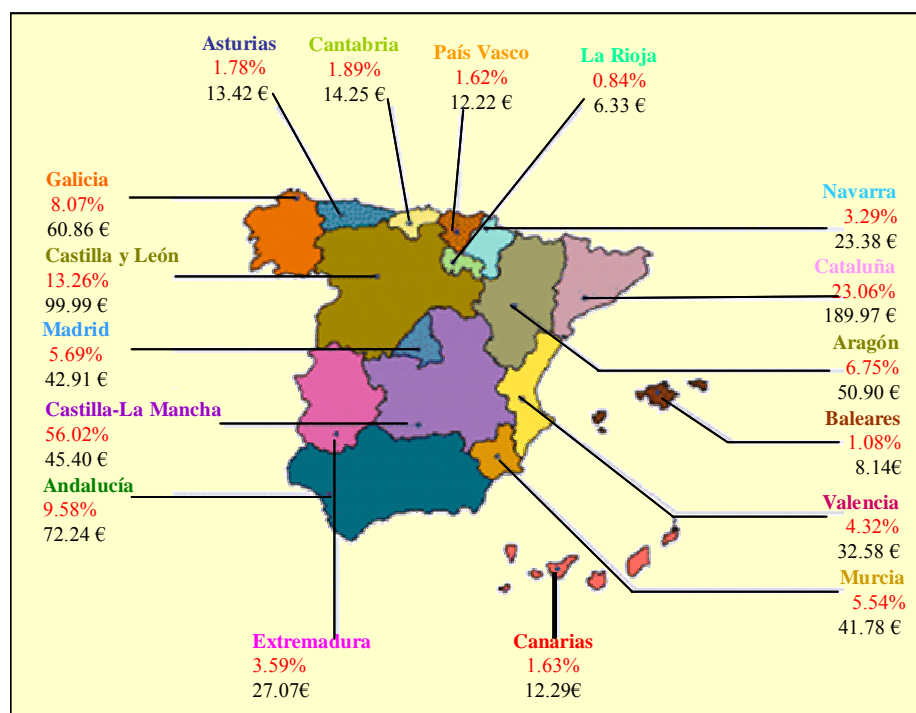 Asturias
1.78%
13.42 €
Cantabria
1.89%
14.25 €
País Vasco
1.62%
12.22 €
La Rioja
0.84%
6.33 €
Galicia
8.07%
60.86 €
Castilla y León
13.26%
99.99 €
Madrid
5.69%
42.91 €
Castilla-La Mancha
56.02%
45.40 €
Andalucía
9.58%
72.24 €
Navarra
3.29%
23.38 €
Cataluña
23.06%
189.97 €
Aragón
6.75%
50.90 €
Baleares
1.08%
8.14€
Valencia
4.32%
32.58 €
Murcia
5.54%
41.78 €
Extremadura
3.59%
27.07€
Canarias
1.63%
12.29€